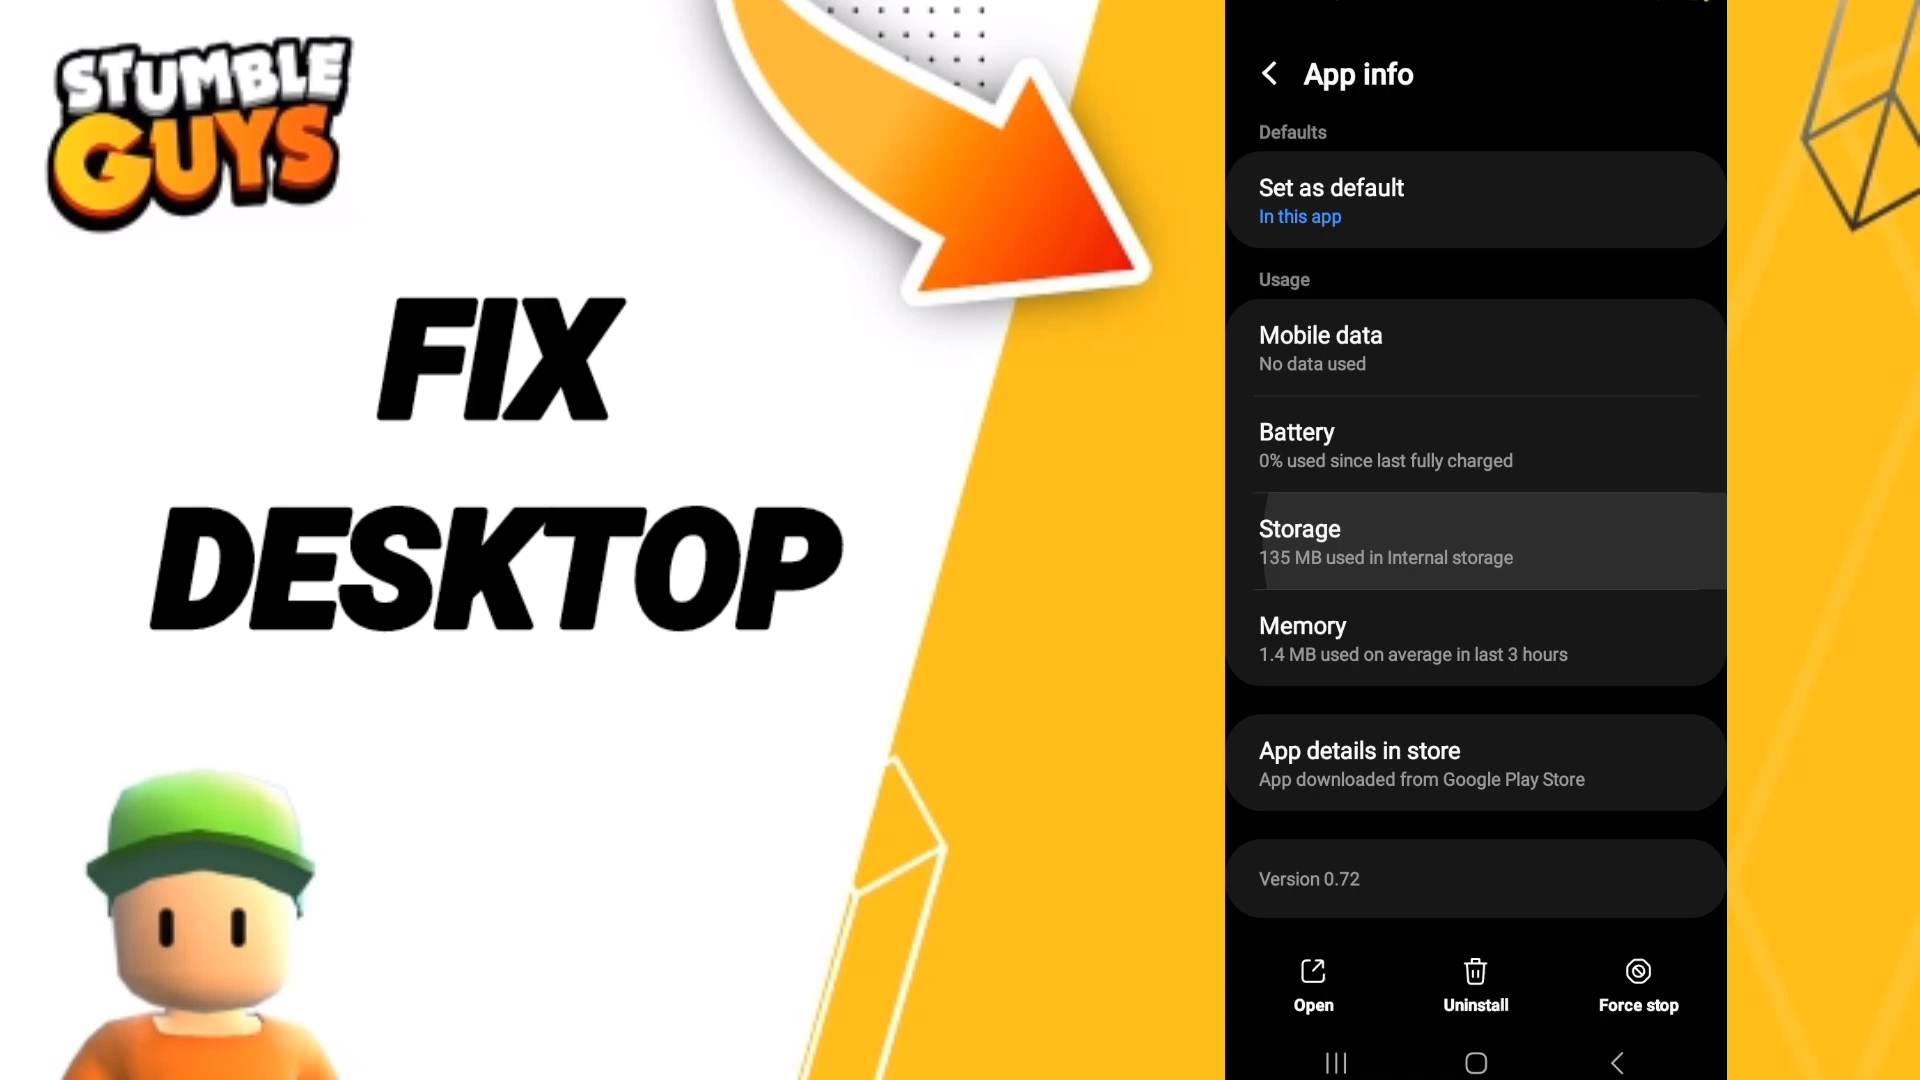 STUMBLE
GUYS
FIX
DESKTOP
App info
Defaults
Set as default
In this app
Usage
Mobile data
No data used
Battery
0% used since last fully charged
Storage
135 MB used in Internal storage
Memory
1.4 MB used on average in last 3 hours
App details in store
App downloaded from Google Play Store
Version 0.72
Open
Uninstall
Force stop